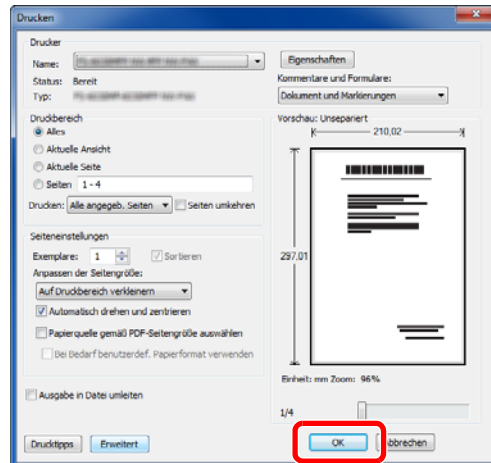 Drucken
Drucker
Name:
Status: Bereit
Typ:
Eigenschaften
Kommentare und Formulare:
Dokument und Markierungen
Druckbereich
Alles
Aktuelle Ansicht
Aktuelle Seite
Seiten 1 - 4
Drucken: Alle angegeb. Seiten Seiten umkehren
Seiteneinstellungen
Exemplare: 1 Sortieren
Anpassen der Seitengröße:
Auf Druckbereich verkleinern
Automatisch drehen und zentrieren
Papierquelle gemäß PDF-Seitengröße auswählen
Bei Bedarf benutzerdef. Papierformat verwenden
Ausgabe in Datei umleiten
Drucktipps Erweitert
Vorschau: Unsepariert
210,02
297,01
Einheit: mm Zoom: 96%
1/4
OK bbrechen